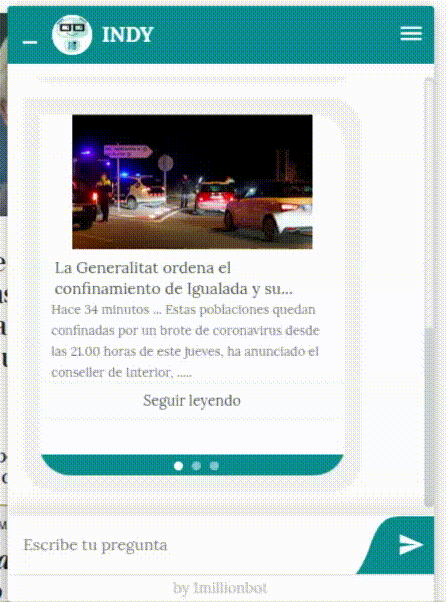 INDY
La Generalitat ordena el
confinamiento de Igualada y su...
Hace 34 minutos ... Estas poblaciones quedan
confinadas por un brote de coronavirus desde
las 21.00 horas de este jueves, ha anunciado el
conseller de Interior, .....
Seguir leyendo
Escribe tu pregunta
by 1millionbot